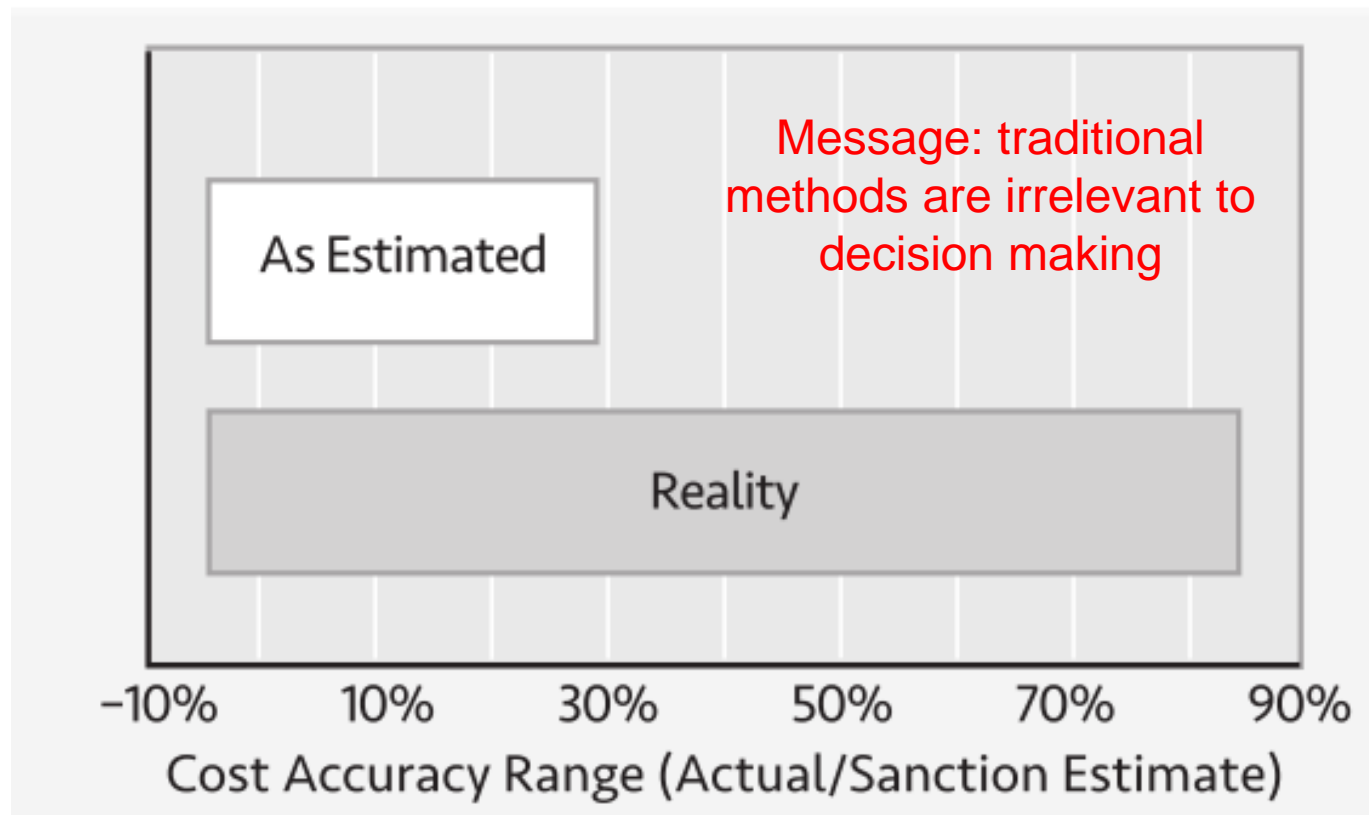 Message: traditional
methods are irrelevant to
decision making
As Estimated
Reality
−10% 10% 30% 50% 70% 90%
Cost Accuracy Range (Actual/Sanction Estimate)